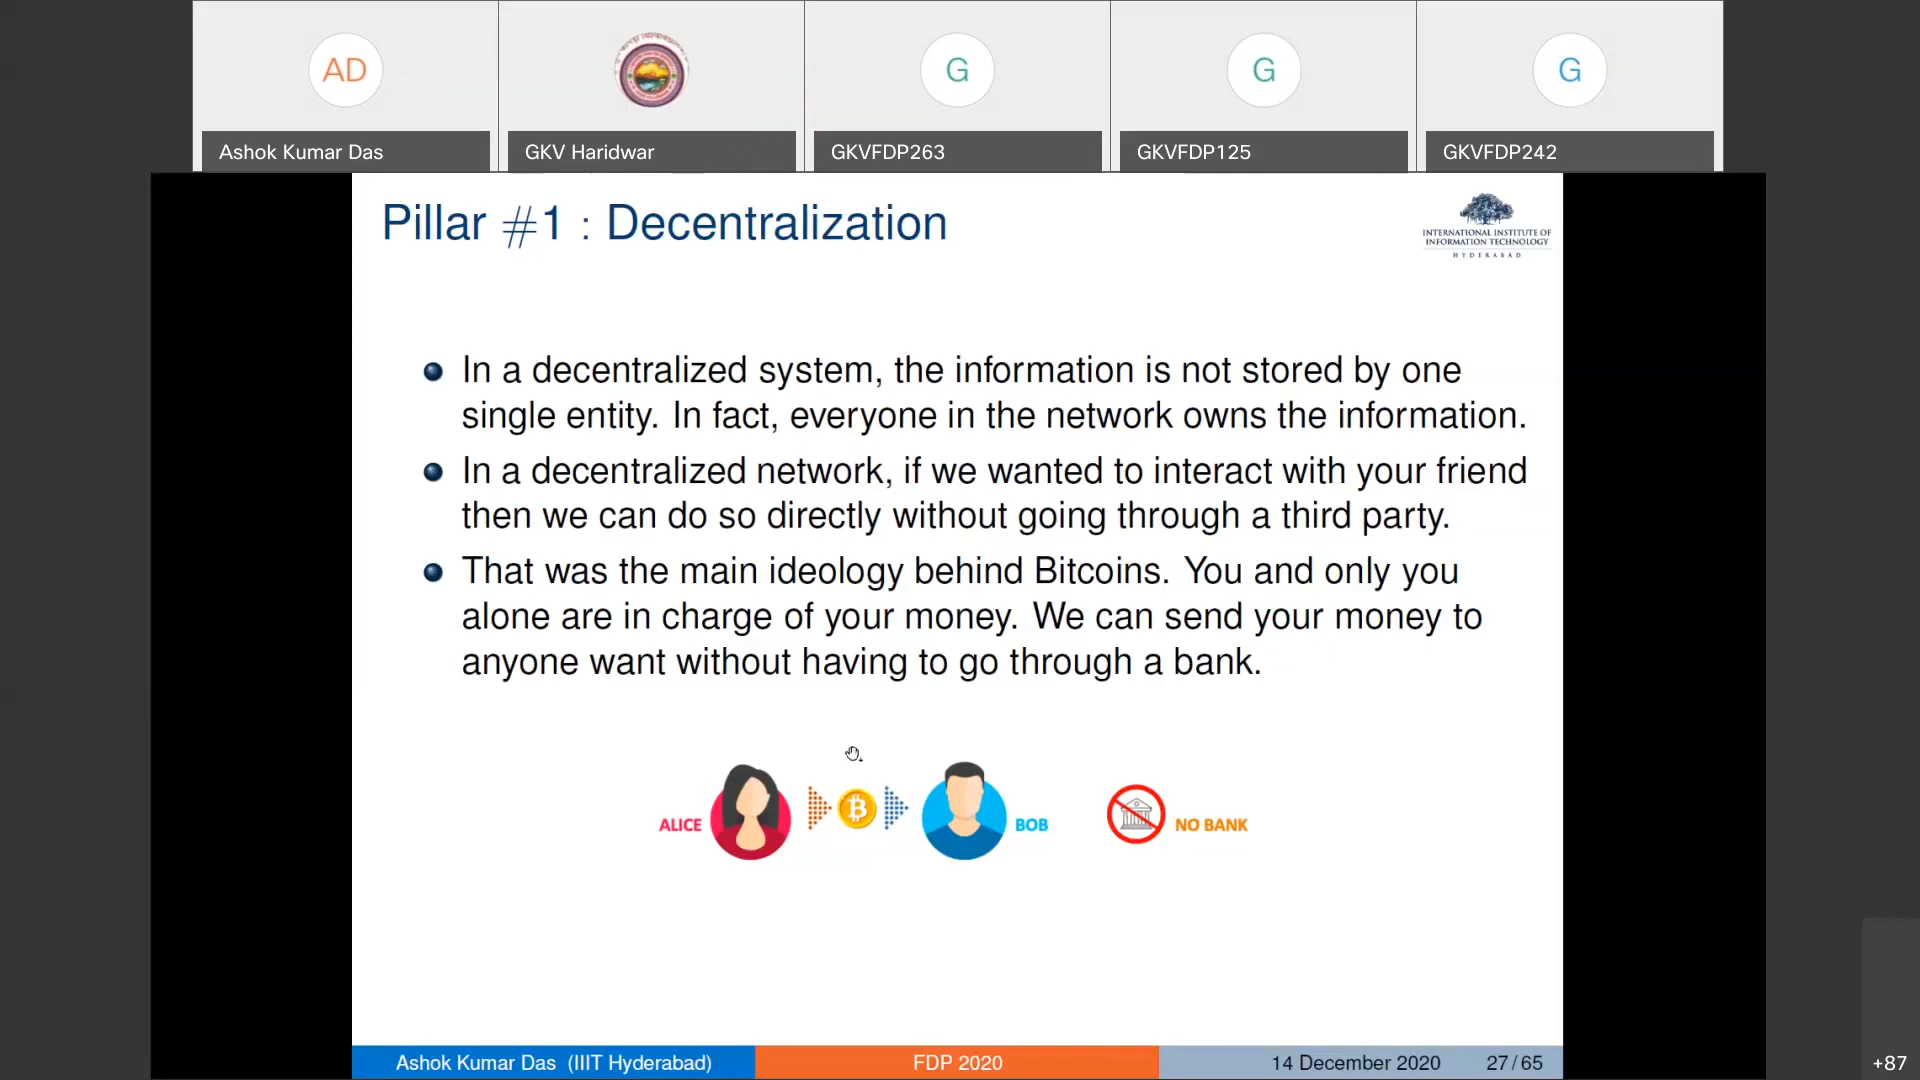 AD
G
G
G
Ashok Kumar Das
GKV Haridwar
GKVFDP263
GKVFDP125
GKVFDP242
Pillar #1 : Decentralization
INTERNATIONAL INSTITUTE OF
INFORMATION TECHNOLOGY
HYDERABAD
In a decentralized system, the information is not stored by one
single entity. In fact, everyone in the network owns the information.
In a decentralized network, if we wanted to interact with your friend
then we can do so directly without going through a third party.
That was the main ideology behind Bitcoins. You and only you
alone are in charge of your money. We can send your money to
anyone want without having to go through a bank.
ALICE
BOB
NO BANK
Ashok Kumar Das (IIIT Hyderabad)
FDP 2020
14 December 2020
27 / 65
+87